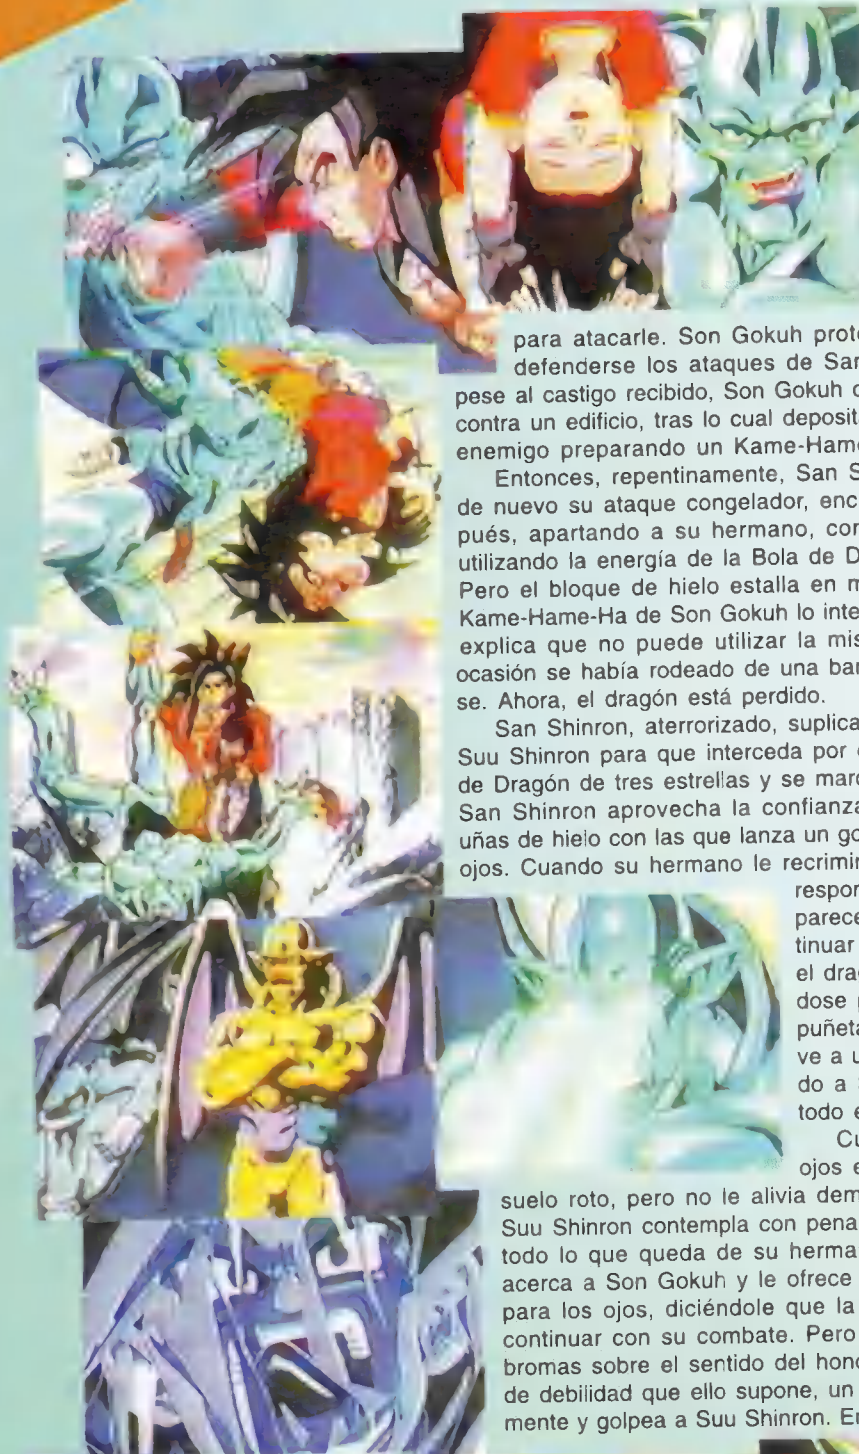 para atacarle. Son Gokuh prote
defenderse los ataques de San
pese al castigo recibido, Son Gokuh c
contra un edificio, tras lo cual deposita
enemigo preparando un Kame-Hame
Entonces, repentinamente, San S
de nuevo su ataque congelador, enc
pués, apartando a su hermano, con
utilizando la energía de la Bola de D
Pero el bloque de hielo estalla en m
Kame-Hame-Ha de Son Gokuh lo inte
explica que no puede utilizar la mis
ocasión se había rodeado de una bar
se. Ahora, el dragón está perdido.
San Shinron, aterrorizado, suplica
Suu Shinron para que interceda por
de Dragón de tres estrellas y se marc
San Shinron aprovecha la confianza
uñas de hielo con las que lanza un go
ojos. Cuando su hermano le recrimin
respon
parece
tinuar
el drag
dose p
puñeta
ve a u
do a
todo e
Cu
ojos e
suelo roto, pero no le alivia dem
Suu Shinron contempla con pena
todo lo que queda de su herma
acerca a Son Gokuh y le ofrece
para los ojos, diciéndole que la
continuar con su combate. Pero
bromas sobre el sentido del hono
de debilidad que ello supone, un
mente y golpea a Suu Shinron. En